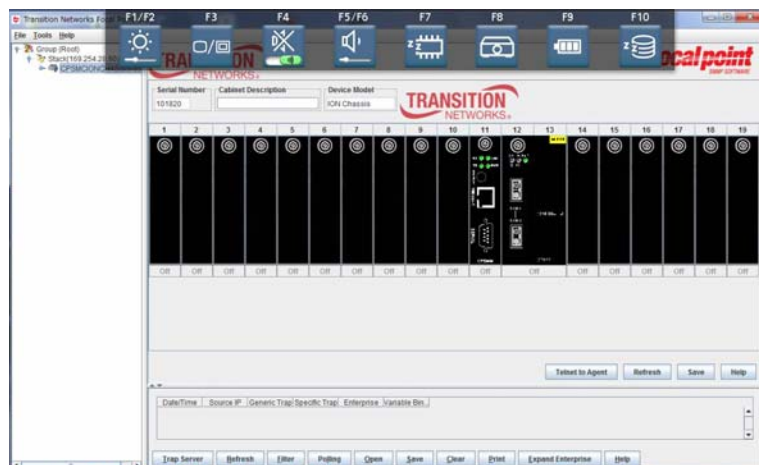 Transition Networks Focal
F1/F2 F3 F4 F5/F6 F7 F8 F9 F10
File Tools Help
Group (Root)
Stack(169.254.
TRANSITION
NETWORKS
focal point
Serial Number Cabinet Description Device Model
101820 ION Chassis
TRANSITION
NETWORKS
1 2 3 4 5 6 7 8 9 10 11 12 13 14 15 16 17 18 19
Off Off Off Off Off Off Off Off Off Off Off Off Off Off Off Off Off Off
Telnet to Agent Refresh Save Help
Date/Time Source IP Generic Trap Specific Trap Enterprise Variable Bin...
Trap Server Refresh Filter Polling Open Save Clear Print Expand Enterprise Help